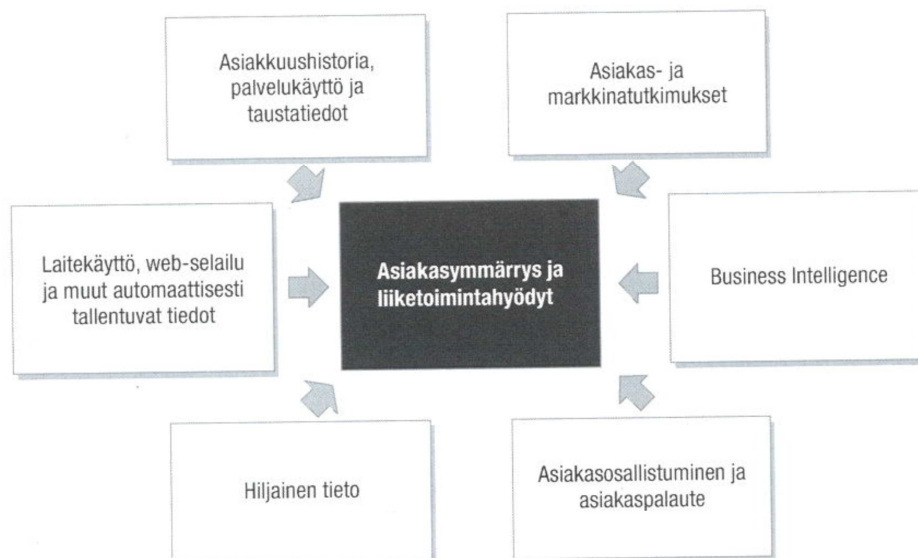 Asiakkuushistoria,
palvelukäyttö ja
taustatiedot
Asiakas- ja
markkinatutkimukset
Laitekäyttö, web-selailu
ja muut automaattisesti
tallentuvat tiedot
Asiakasymmärrys ja
liiketoimintahyödyt
Business Intelligence
Hiljainen tieto
Asiakasosallistuminen ja
asiakaspalaute